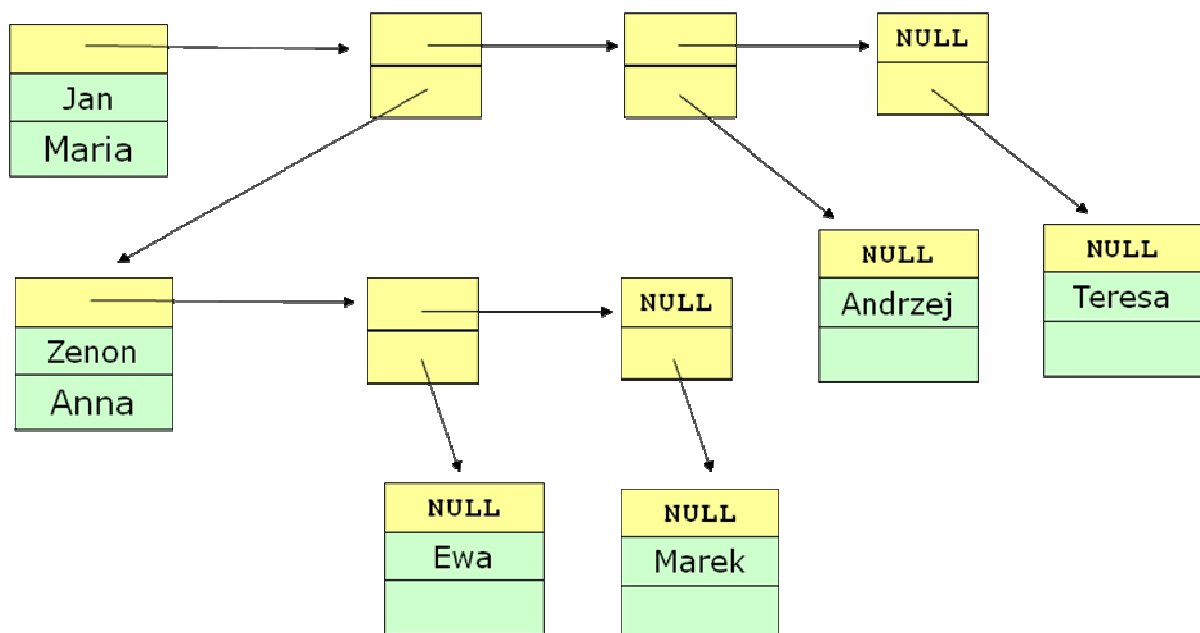 NULL
Jan
Maria
NULL
NULL
Andrzej
Teresa
NULL
Zenon
Anna
NULL
NULL
Ewa
Marek